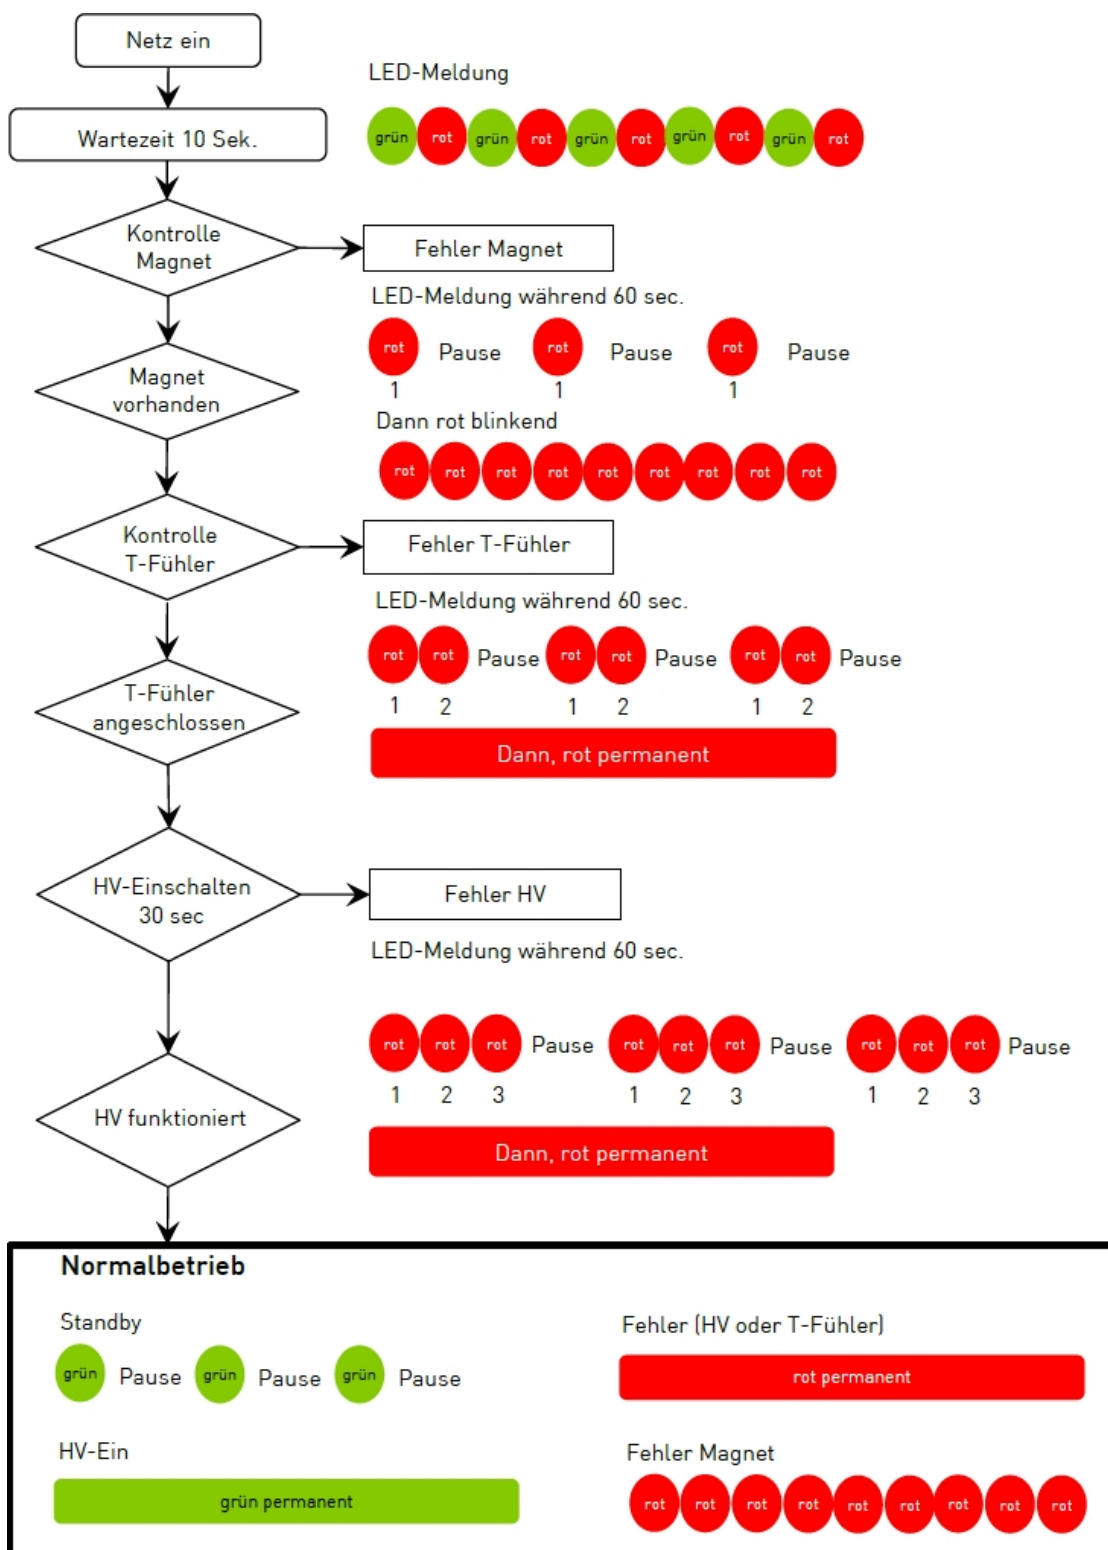 Netz ein
LED-Meldung
Wartezeit 10 Sek.
grün rot grün rot grün rot grün rot grün rot
Kontrolle
Magnet
Fehler Magnet
LED-Meldung während 60 sec.
rot Pause rot Pause rot Pause
1 1 1
Magnet
vorhanden
Dann rot blinkend
rot rot rot rot rot rot rot rot rot
Kontrolle
T-Fühler
Fehler T-Fühler
LED-Meldung während 60 sec.
rot rot Pause rot rot Pause rot rot Pause
1 2 1 2 1 2
T-Fühler
angeschlossen
Dann, rot permanent
HV-Einschalten
30 sec
Fehler HV
LED-Meldung während 60 sec.
rot rot rot Pause rot rot rot Pause rot rot rot Pause
1 2 3 1 2 3 1 2 3
HV funktioniert
Dann, rot permanent
Normalbetrieb
Standby
grün Pause grün Pause grün Pause
Fehler (HV oder T-Fühler)
rot permanent
HV-Ein
grün permanent
Fehler Magnet
rot rot rot rot rot rot rot rot rot